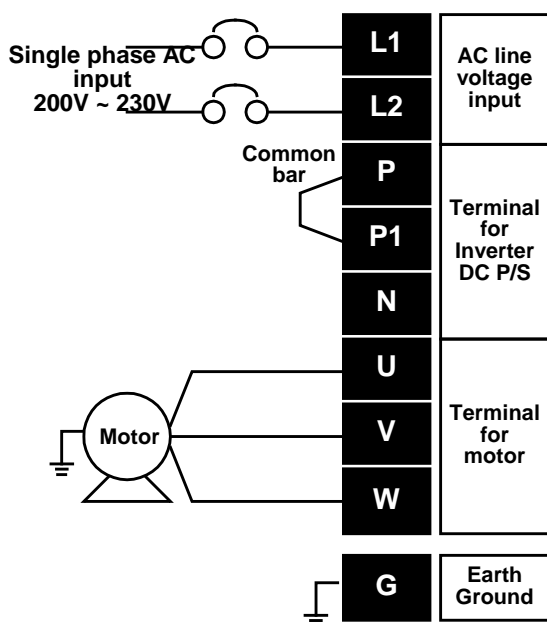 L1
Single phase AC
input
200V ~ 230V
L2
AC line
voltage
input
Common
bar
P
P1
N
Terminal
for
Inverter
DC P/S
U
V
W
Motor
Terminal
for
motor
G
Earth
Ground